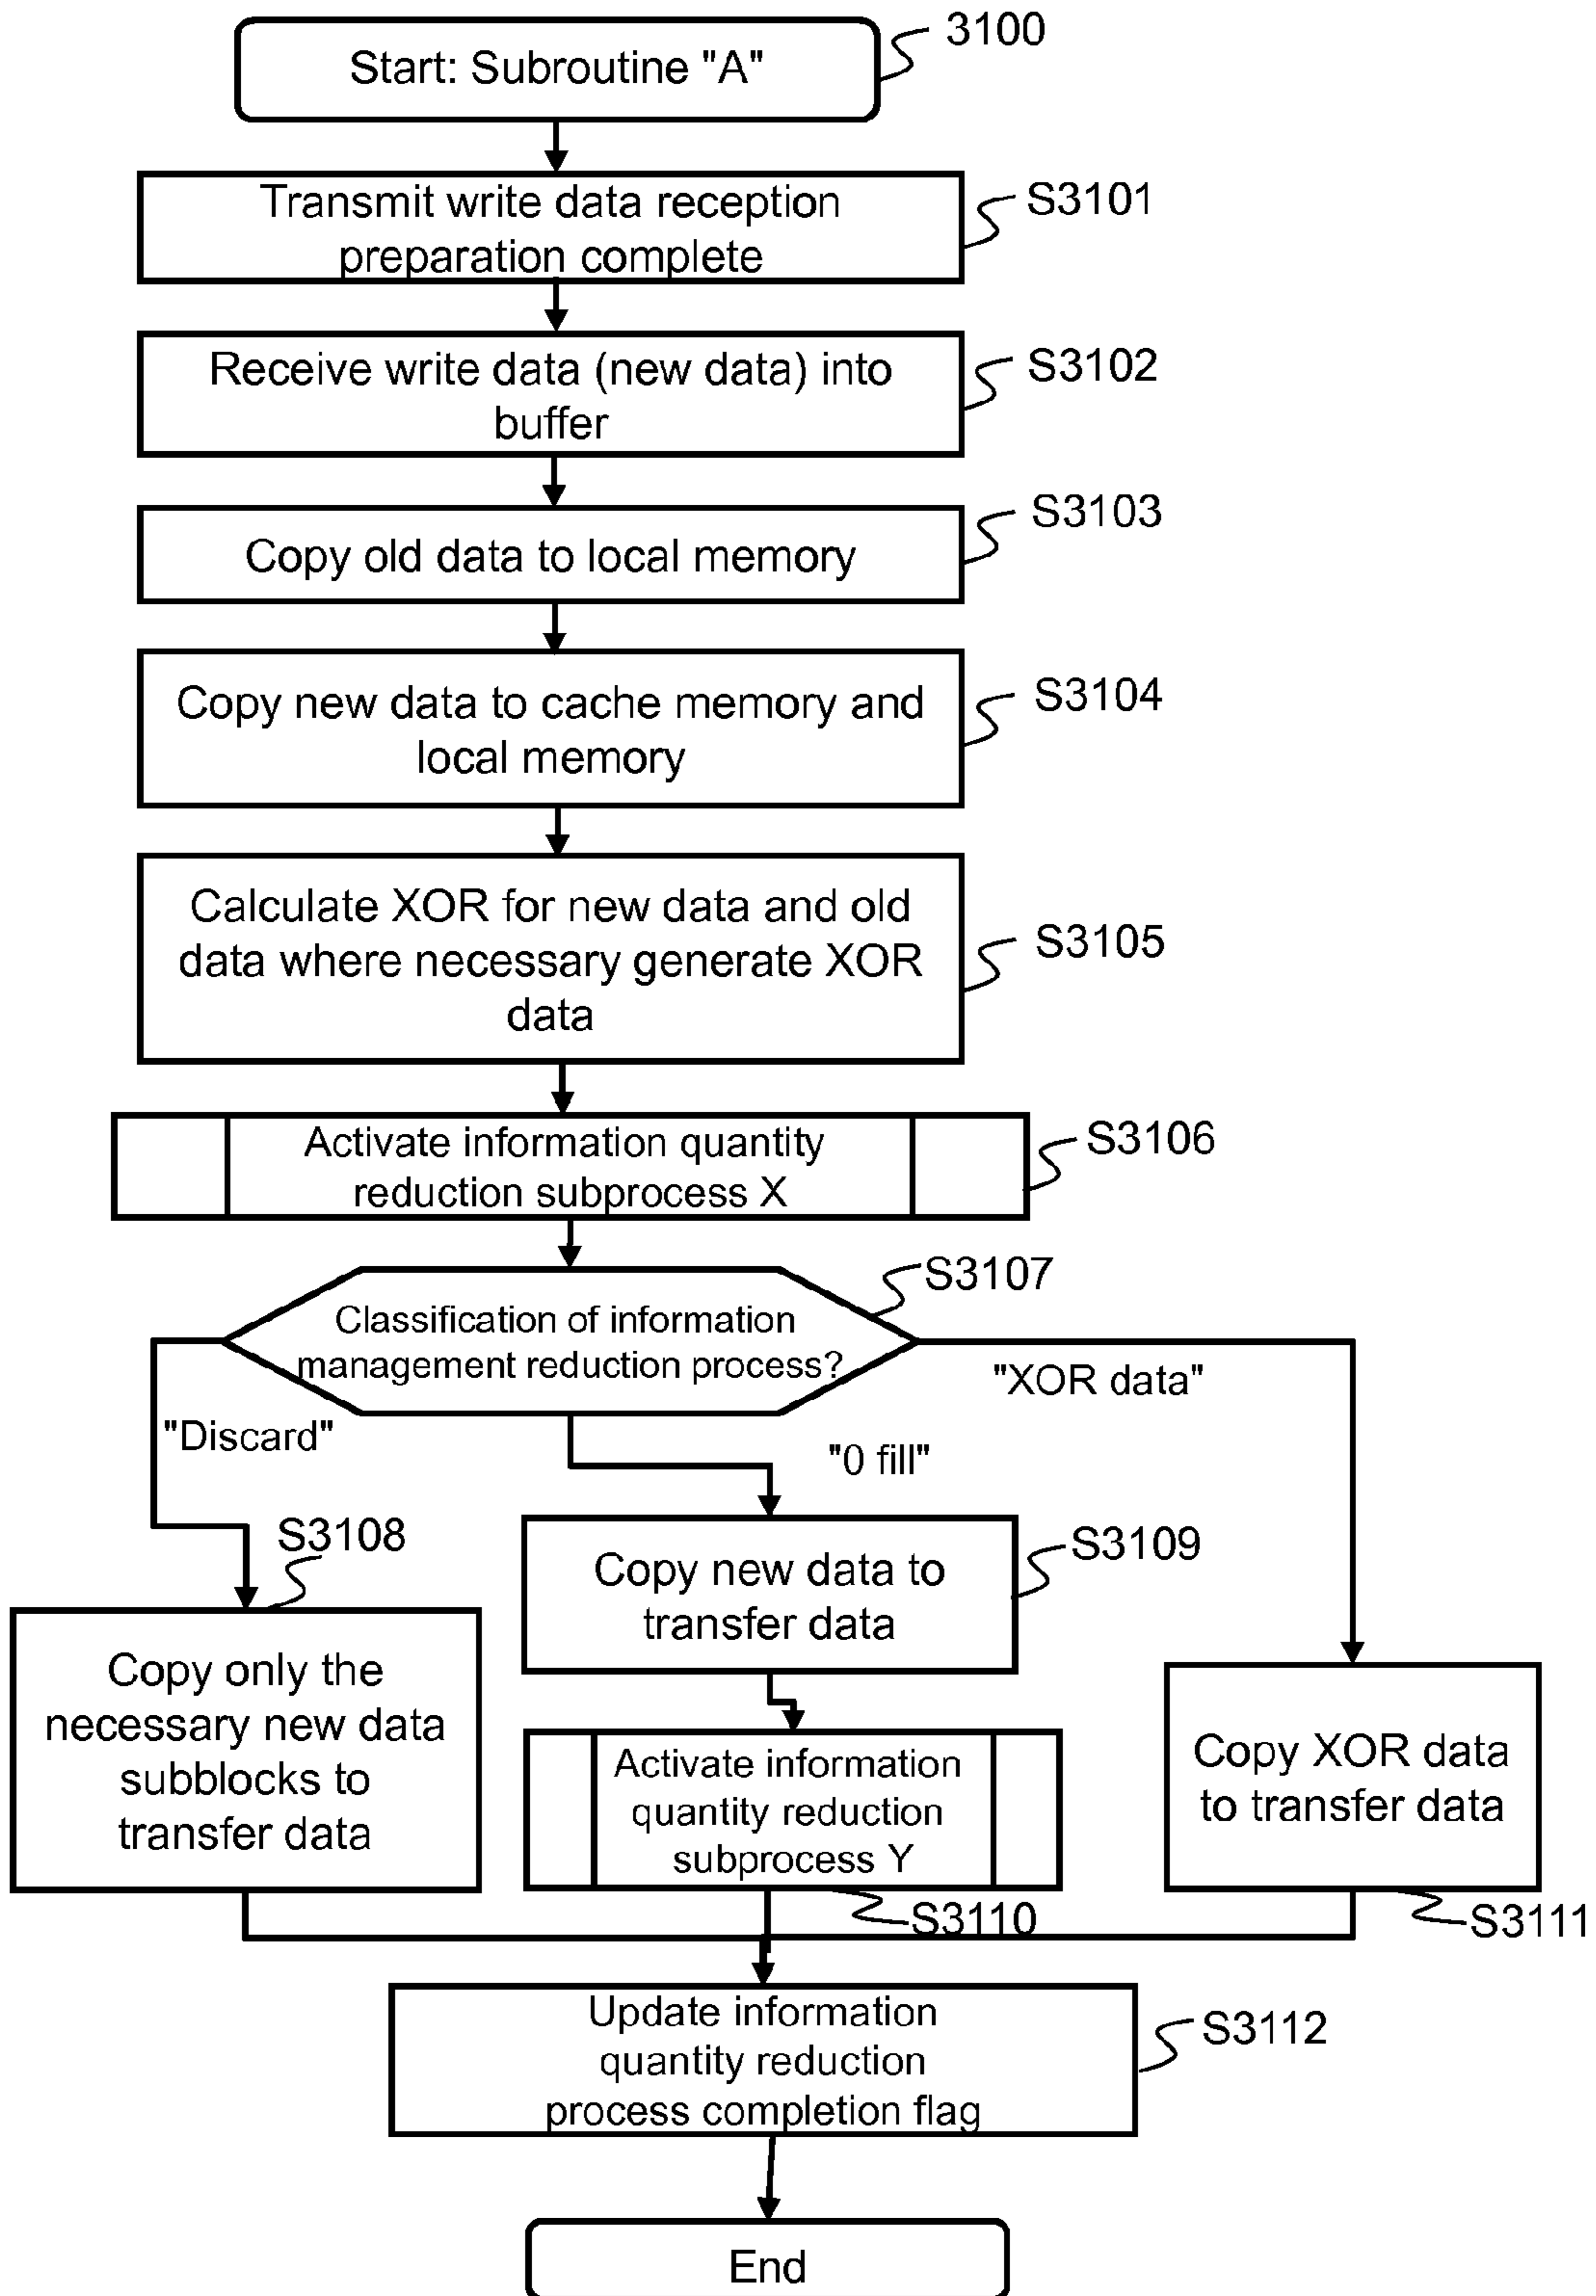 Start: Subroutine "A"
3100
Transmit write data reception
preparation complete
S3101
Receive write data (new data) into
buffer
S3102
Copy old data to local memory
S3103
Copy new data to cache memory and
local memory
S3104
Calculate XOR for new data and old
data where necessary generate XOR
data
S3105
Activate information quantity
reduction subprocess X
S3106
Classification of information
management reduction process?
S3107
"Discard"
"0 fill"
"XOR data"
S3108
Copy only the
necessary new data
subblocks to
transfer data
Copy new data to
transfer data
S3109
Activate information
quantity reduction
subprocess Y
S3110
Copy XOR data
to transfer data
S3111
Update information
quantity reduction
process completion flag
S3112
End